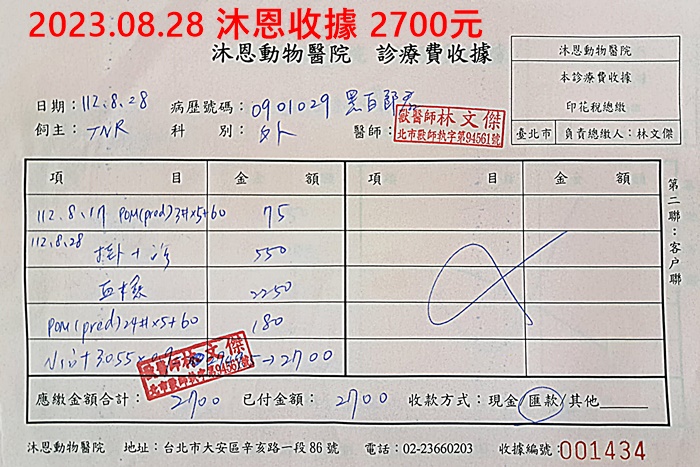 2023.08.28 沐恩收據 2700元
沐恩動物醫院 診療費收據
沐恩動物醫院
本診療費收據
印花稅總繳
臺北市 負責總繳人：林文傑
日期：112.8.28 病歷號碼：0901029 黑百郎君
飼主：TNR 科別： 醫師：獸醫師林文傑
北市獸師執字第94561號
項目 金額 項目 金額
112.8.17 POM(pred)3#x5+60 75
112.8.28
掛+診 550
血檢 2250
POM(pred)24#x5+60 180
3055x0.9 → 2700
獸醫師林文傑
北市獸師執字第94561號
應繳金額合計：2700 已付金額：2700 收款方式：現金/匯款/其他
第二聯：客戶聯
沐恩動物醫院 地址：台北市大安區辛亥路一段86號 電話：02-23660203 收據編號：001434